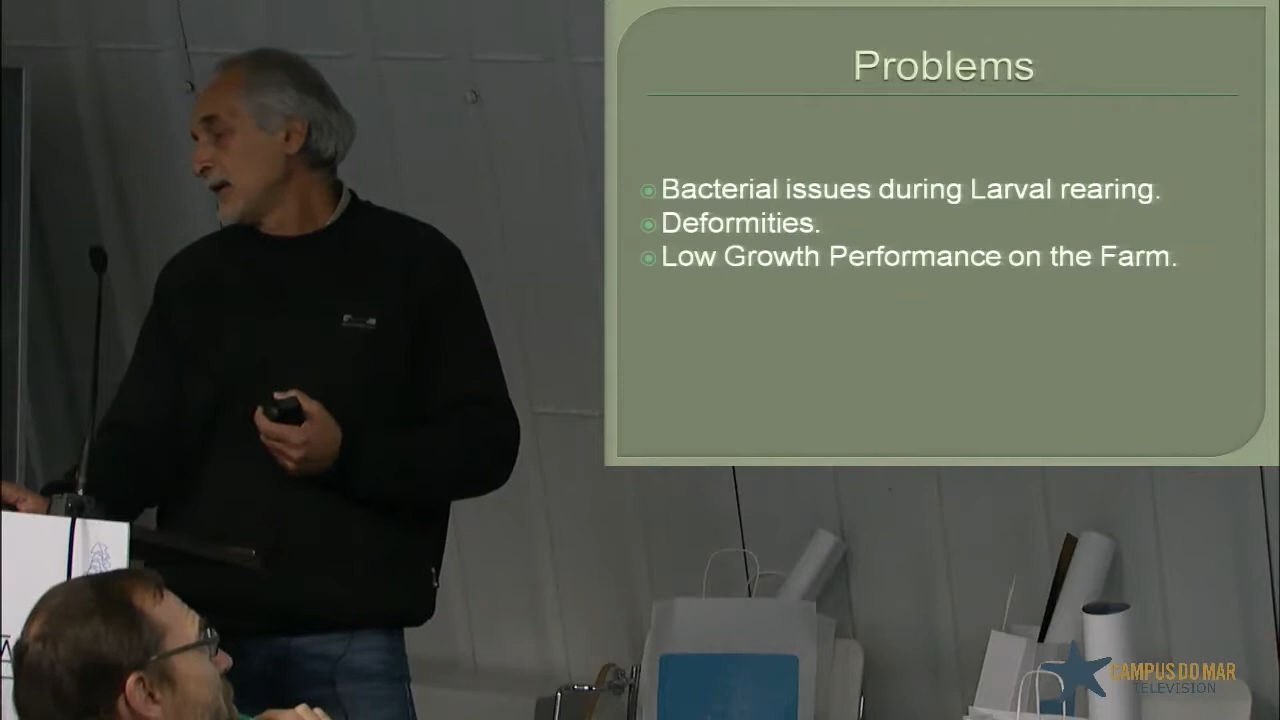 Problems
Bacterial issues during Larval rearing.
Deformities.
Low Growth Performance on the Farm.
CAMPUS DO MAR
TELEVISION